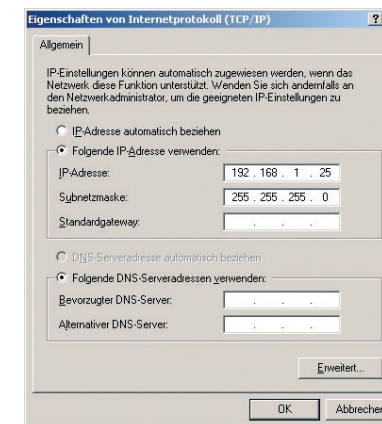 Eigenschaften von Internetprotokoll (TCP/IP) ?
Allgemein
IP-Einstellungen können automatisch zugewiesen werden, wenn das
Netzwerk diese Funktion unterstützt. Wenden Sie sich andernfalls an
den Netzwerkadministrator, um die geeigneten IP-Einstellungen zu
beziehen.
IP-Adresse automatisch beziehen
Folgende IP-Adresse verwenden:
IP-Adresse: 192 . 168 . 1 . 25
Subnetzmaske: 255 . 255 . 255 . 0
Standardgateway: . . .
DNS-Serveradresse automatisch beziehen
Folgende DNS-Serveradressen verwenden:
Bevorzugter DNS-Server: . . .
Alternativer DNS-Server: . . .
Erweitert...
OK Abbrechen